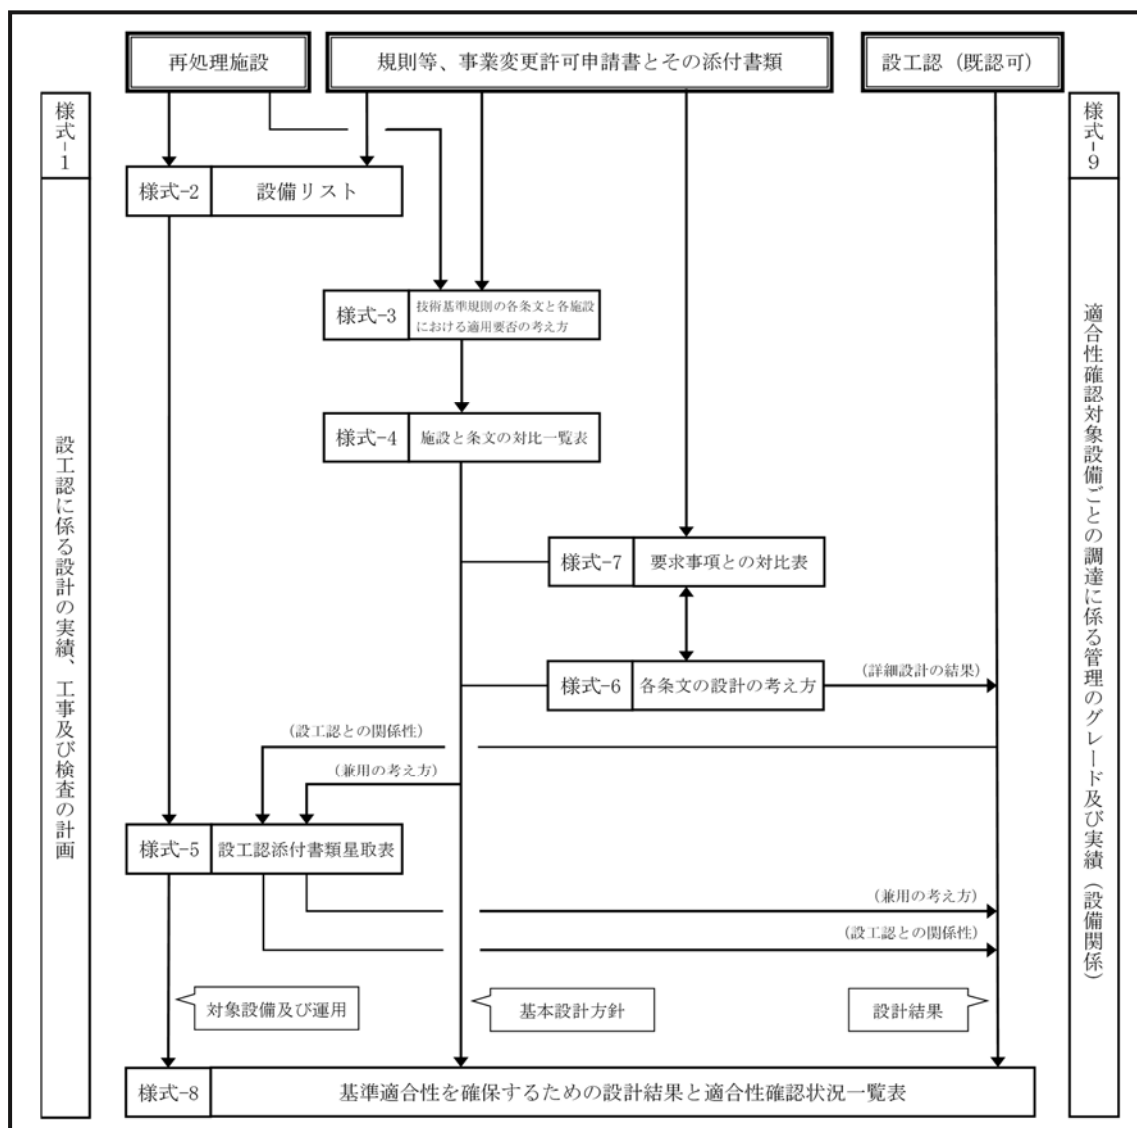 再処理施設
規則等、事業変更許可申請書とその添付書類
設工認（既認可）
様式-1
設工認に係る設計の実績、工事及び検査の計画
様式-9
適合性確認対象設備ごとの調達に係る管理のグレード及び実績（設備関係）
様式-2
設備リスト
様式-3
技術基準規則の各条文と各施設
における適用要否の考え方
様式-4
施設と条文の対比一覧表
様式-7
要求事項との対比表
様式-6
各条文の設計の考え方
(詳細設計の結果)
(設工認との関係性)
(兼用の考え方)
様式-5
設工認添付書類星取表
(兼用の考え方)
(設工認との関係性)
対象設備及び運用
基本設計方針
設計結果
様式-8
基準適合性を確保するための設計結果と適合性確認状況一覧表